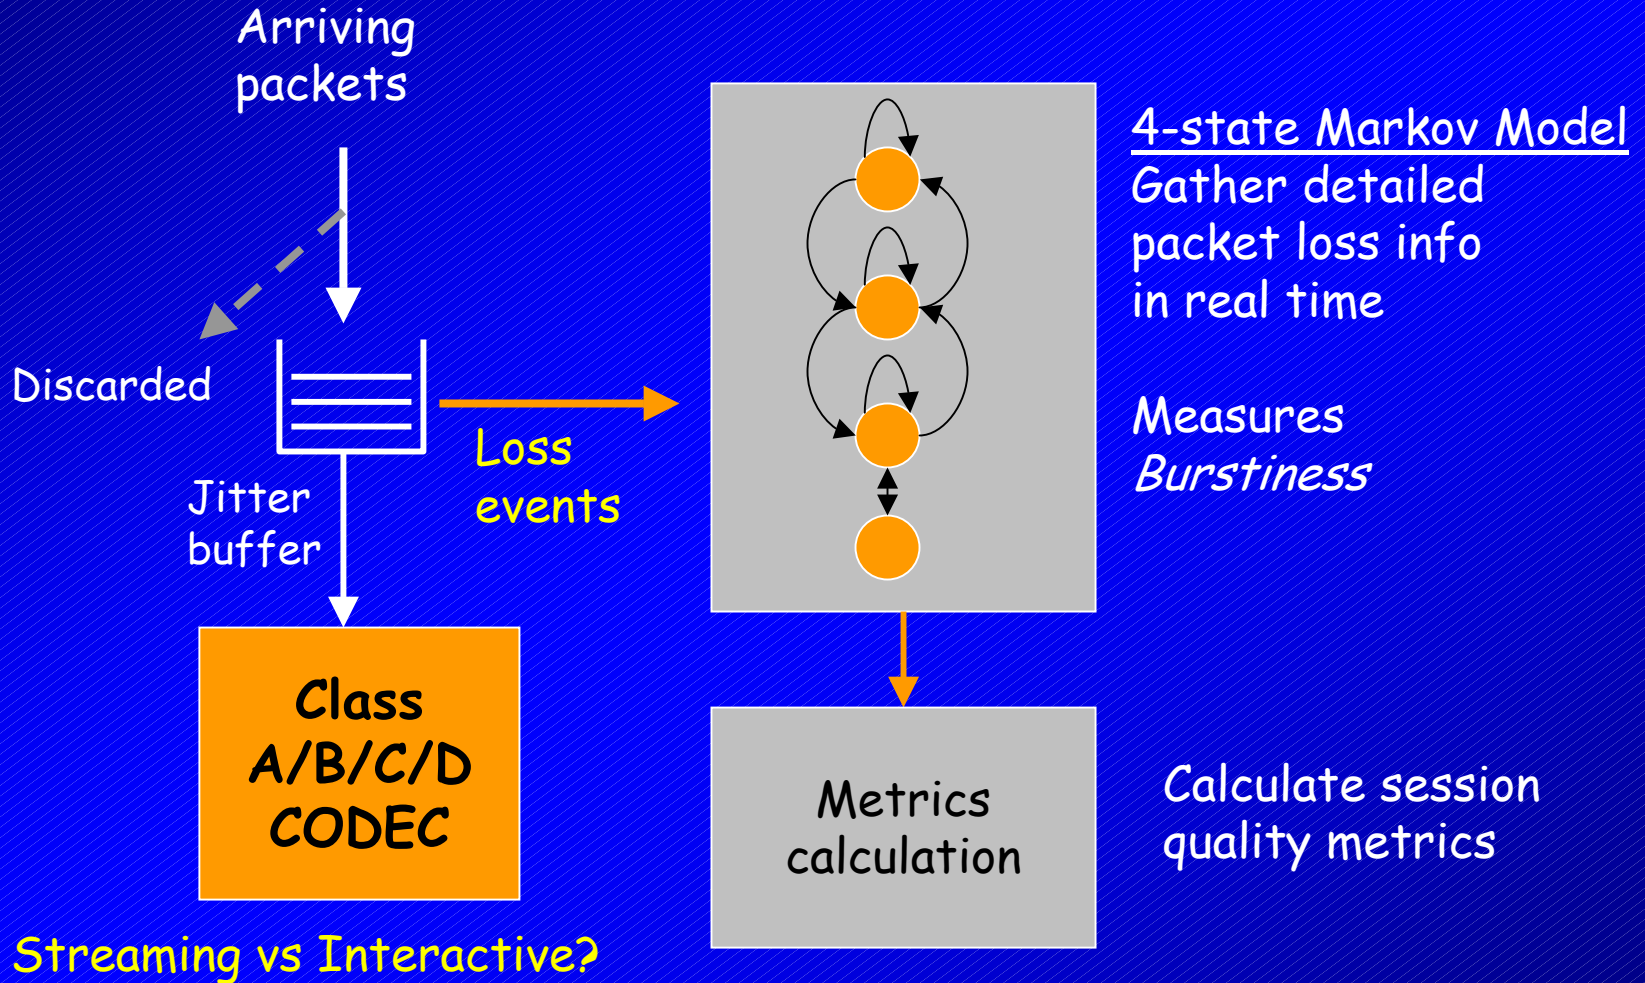 Arriving
packets
Discarded
Jitter
buffer
Loss
events
4-state Markov Model
Gather detailed
packet loss info
in real time
Measures
Burstiness
Class
A/B/C/D
CODEC
Metrics
calculation
Calculate session
quality metrics
Streaming vs Interactive?